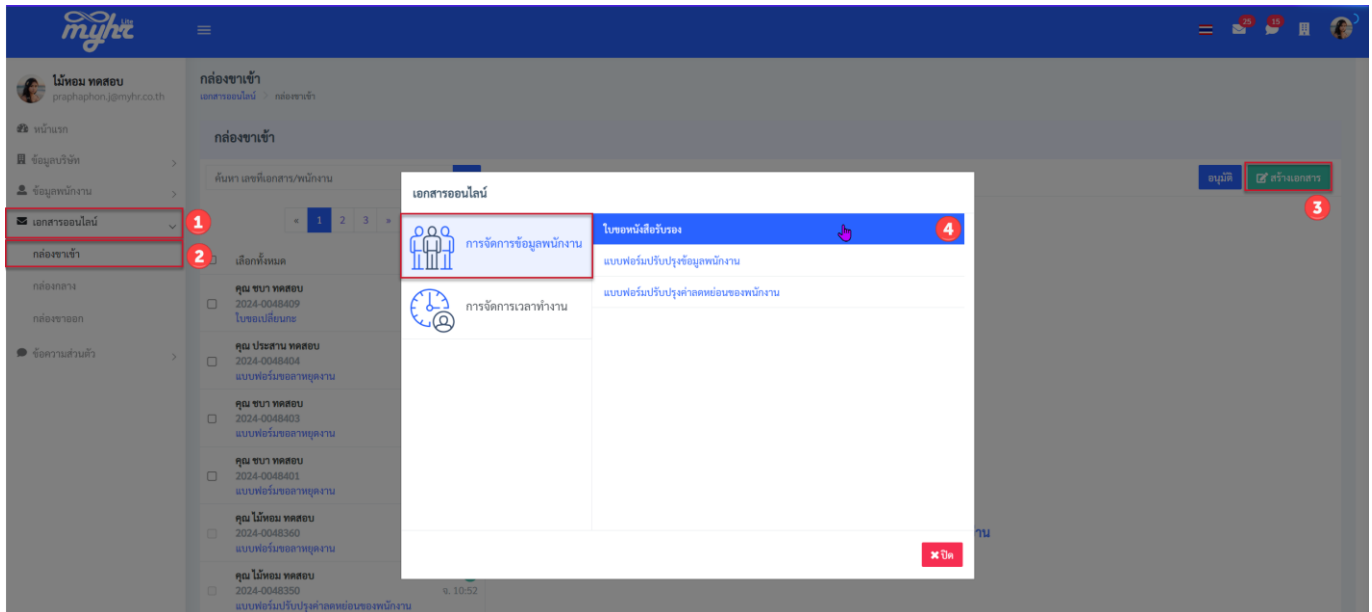 myhr Lite
25
15
ไม้หอม ทดสอบ
praphaphon.j@myhr.co.th
หน้าแรก
ข้อมูลบริษัท
ข้อมูลพนักงาน
เอกสารออนไลน์
1
กล่องขาเข้า
2
กล่องกลาง
กล่องขาออก
ข้อความส่วนตัว
กล่องขาเข้า
เอกสารออนไลน์ > กล่องขาเข้า
กล่องขาเข้า
ค้นหา เลขที่เอกสาร/พนักงาน
อนุมัติ
สร้างเอกสาร
3
« 1 2 3 »
เลือกทั้งหมด
คุณ ชบา ทดสอบ
2024-0048409
ใบขอเปลี่ยนกะ
คุณ ประสาน ทดสอบ
2024-0048404
แบบฟอร์มขอลาหยุดงาน
คุณ ชบา ทดสอบ
2024-0048403
แบบฟอร์มขอลาหยุดงาน
คุณ ชบา ทดสอบ
2024-0048401
แบบฟอร์มขอลาหยุดงาน
คุณ ไม้หอม ทดสอบ
2024-0048360
แบบฟอร์มขอลาหยุดงาน
คุณ ไม้หอม ทดสอบ
2024-0048350
จ. 10:52
แบบฟอร์มปรับปรุงค่าลดหย่อนของพนักงาน
เอกสารออนไลน์
การจัดการข้อมูลพนักงาน
การจัดการเวลาทำงาน
ใบขอหนังสือรับรอง
4
แบบฟอร์มปรับปรุงข้อมูลพนักงาน
แบบฟอร์มปรับปรุงค่าลดหย่อนของพนักงาน
ปิด